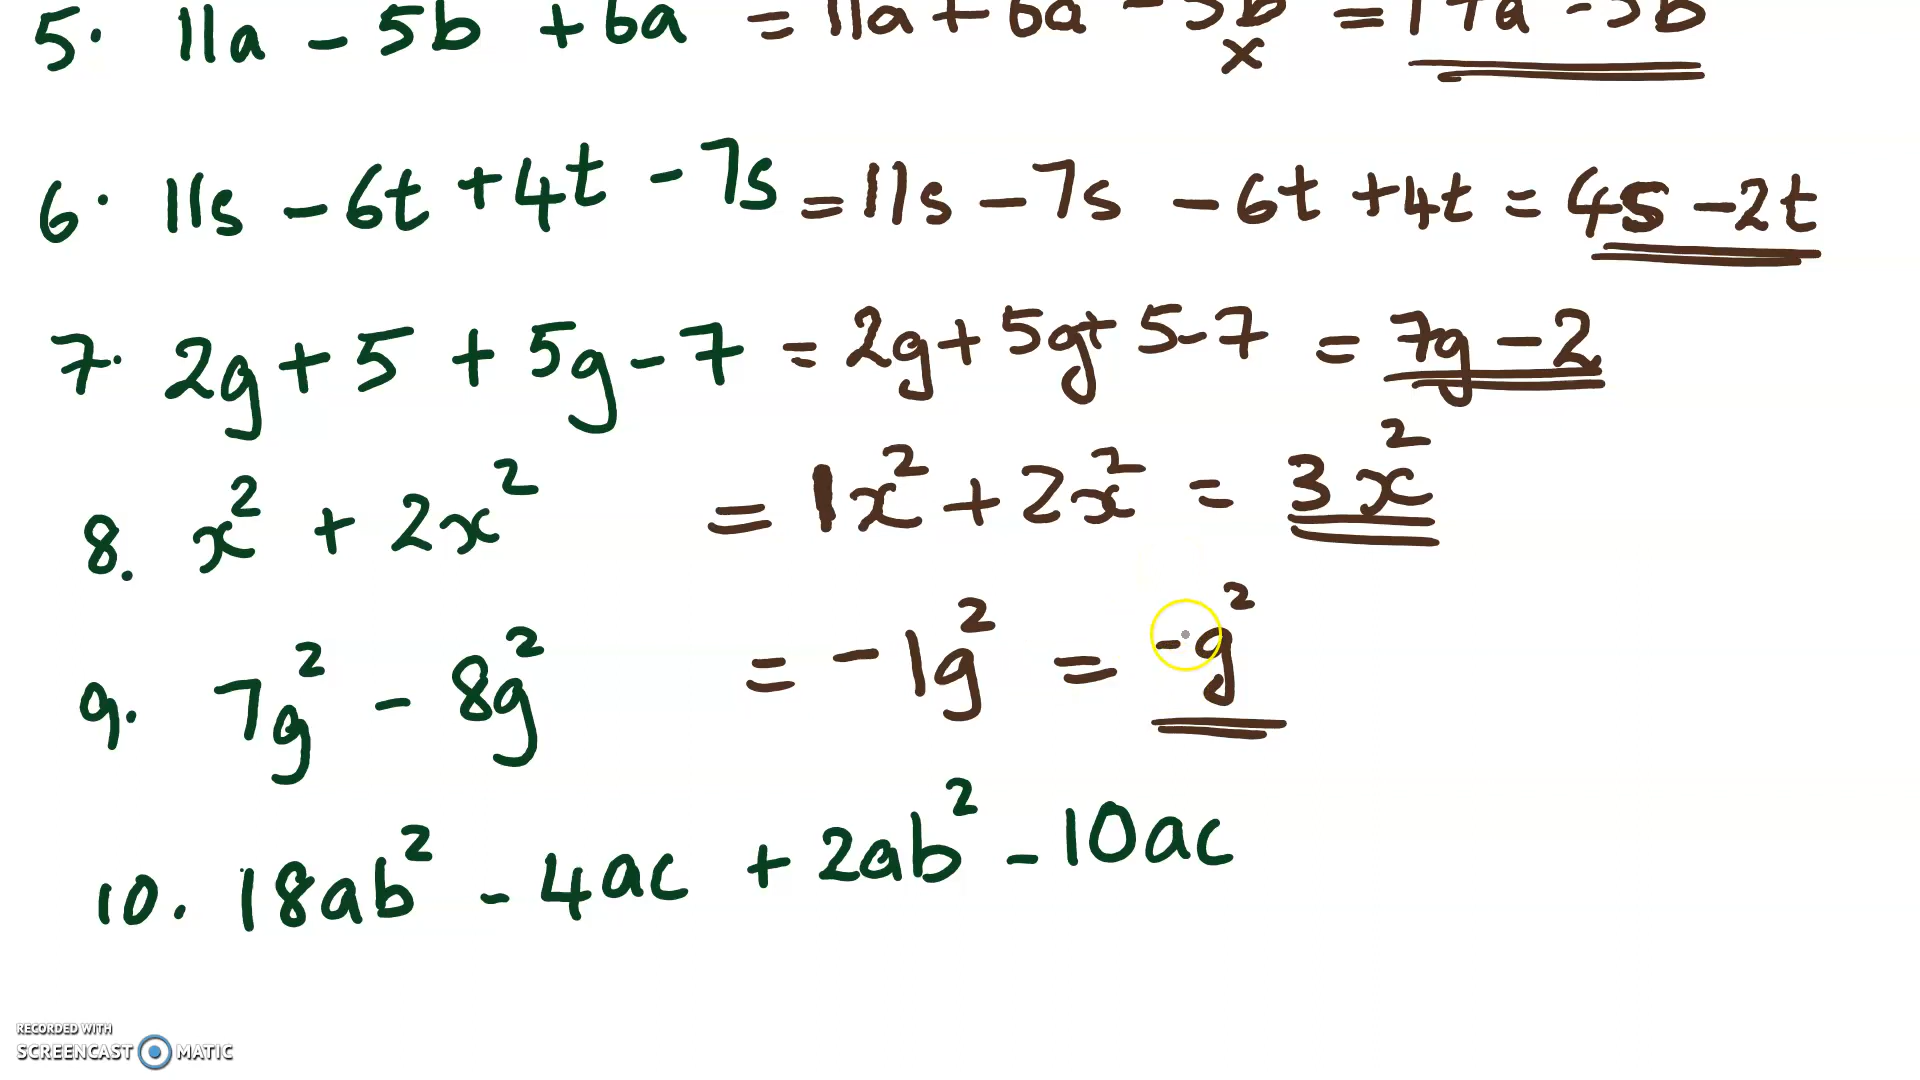 5. 11a - 5b + 6a = 11a + 6a - 5b = 17a - 5b
x
6. 11s - 6t + 4t - 7s = 11s - 7s - 6t + 4t = 4s - 2t
7. 2g + 5 + 5g - 7 = 2g + 5g + 5 - 7 = 7g - 2
8. x² + 2x² = 1x² + 2x² = 3x²
9. 7g² - 8g² = -1g² = -g²
10. 18ab² - 4ac + 2ab² - 10ac
RECORDED WITH
SCREENCAST MATIC